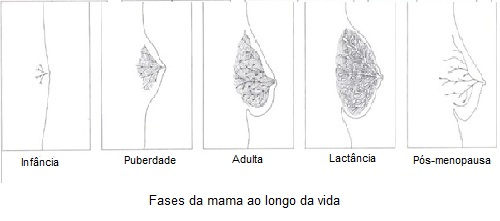 Infância
Puberdade
Adulta
Lactância
Pós-menopausa
Fases da mama ao longo da vida